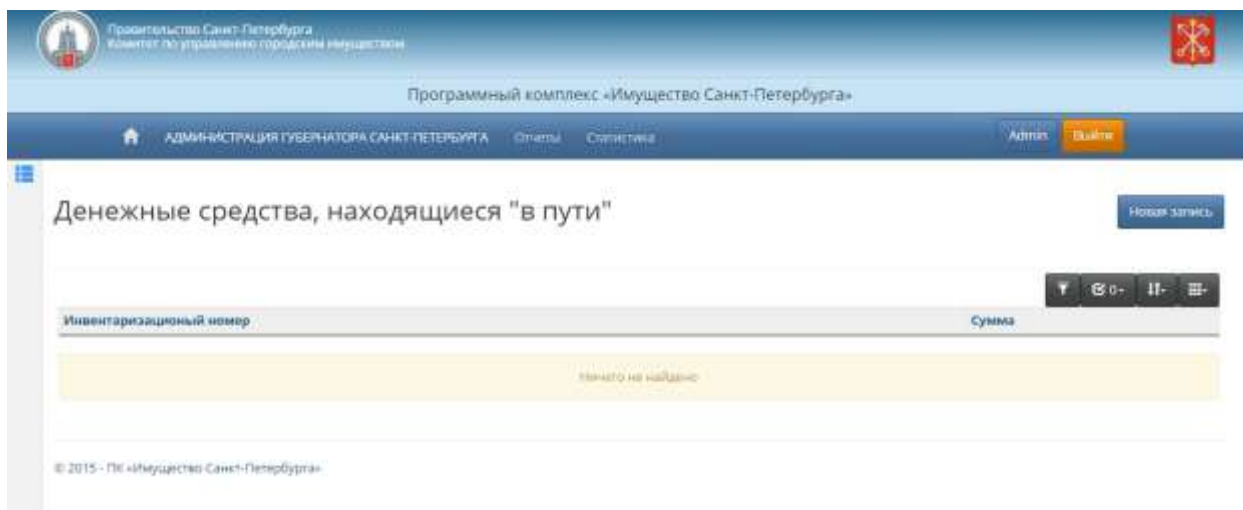 Правительство Санкт-Петербурга
Комитет по управлению городским имуществом
Программный комплекс «Имущество Санкт-Петербурга»
АДМИНИСТРАЦИЯ ГУБЕРНАТОРА САНКТ-ПЕТЕРБУРГА Отчеты Статистика Admin Выйти
Денежные средства, находящиеся "в пути"
Новая запись
0
Инвентаризационый номер Сумма
Ничего не найдено
© 2015 - ПК «Имущество Санкт-Петербурга»